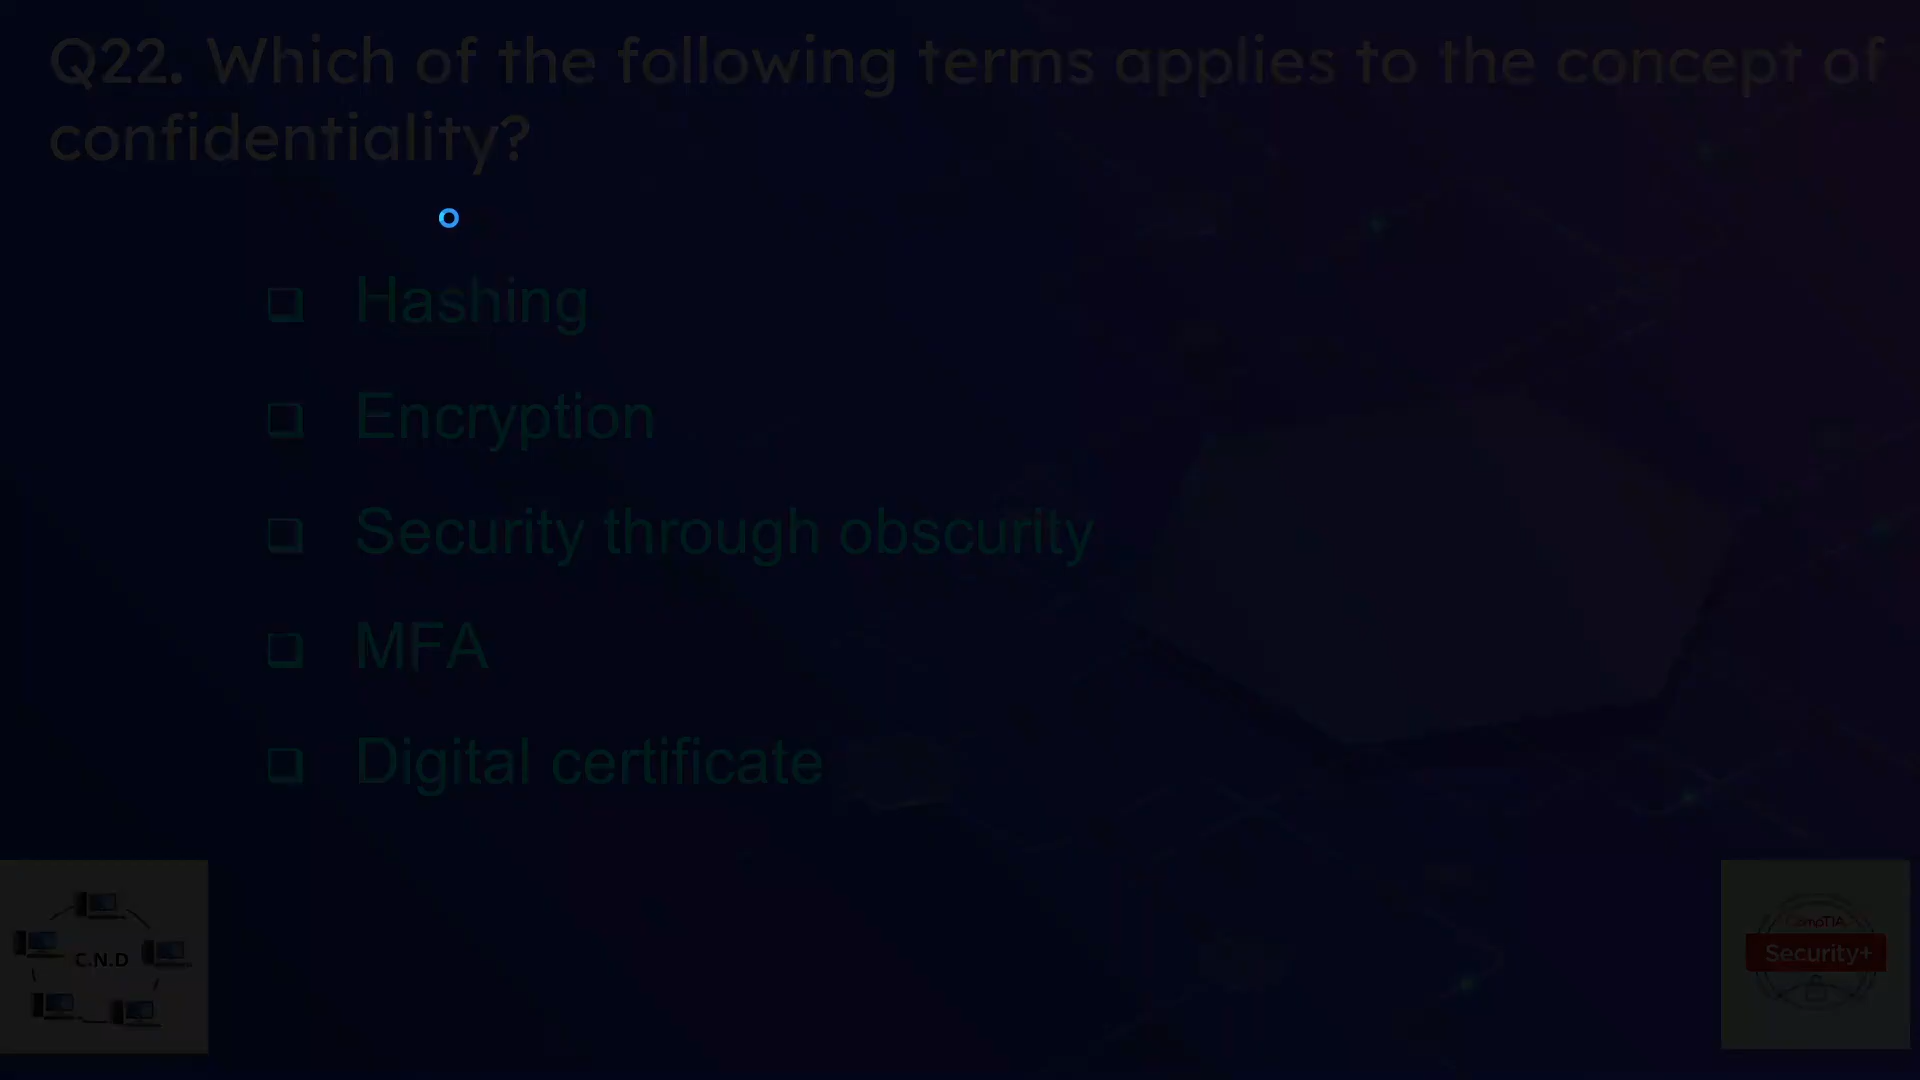 Q22. Which of the following terms applies to the concept of
confidentiality?
Hashing
Encryption
Security through obscurity
MFA
Digital certificate
C.N.D
CompTIA
Security+